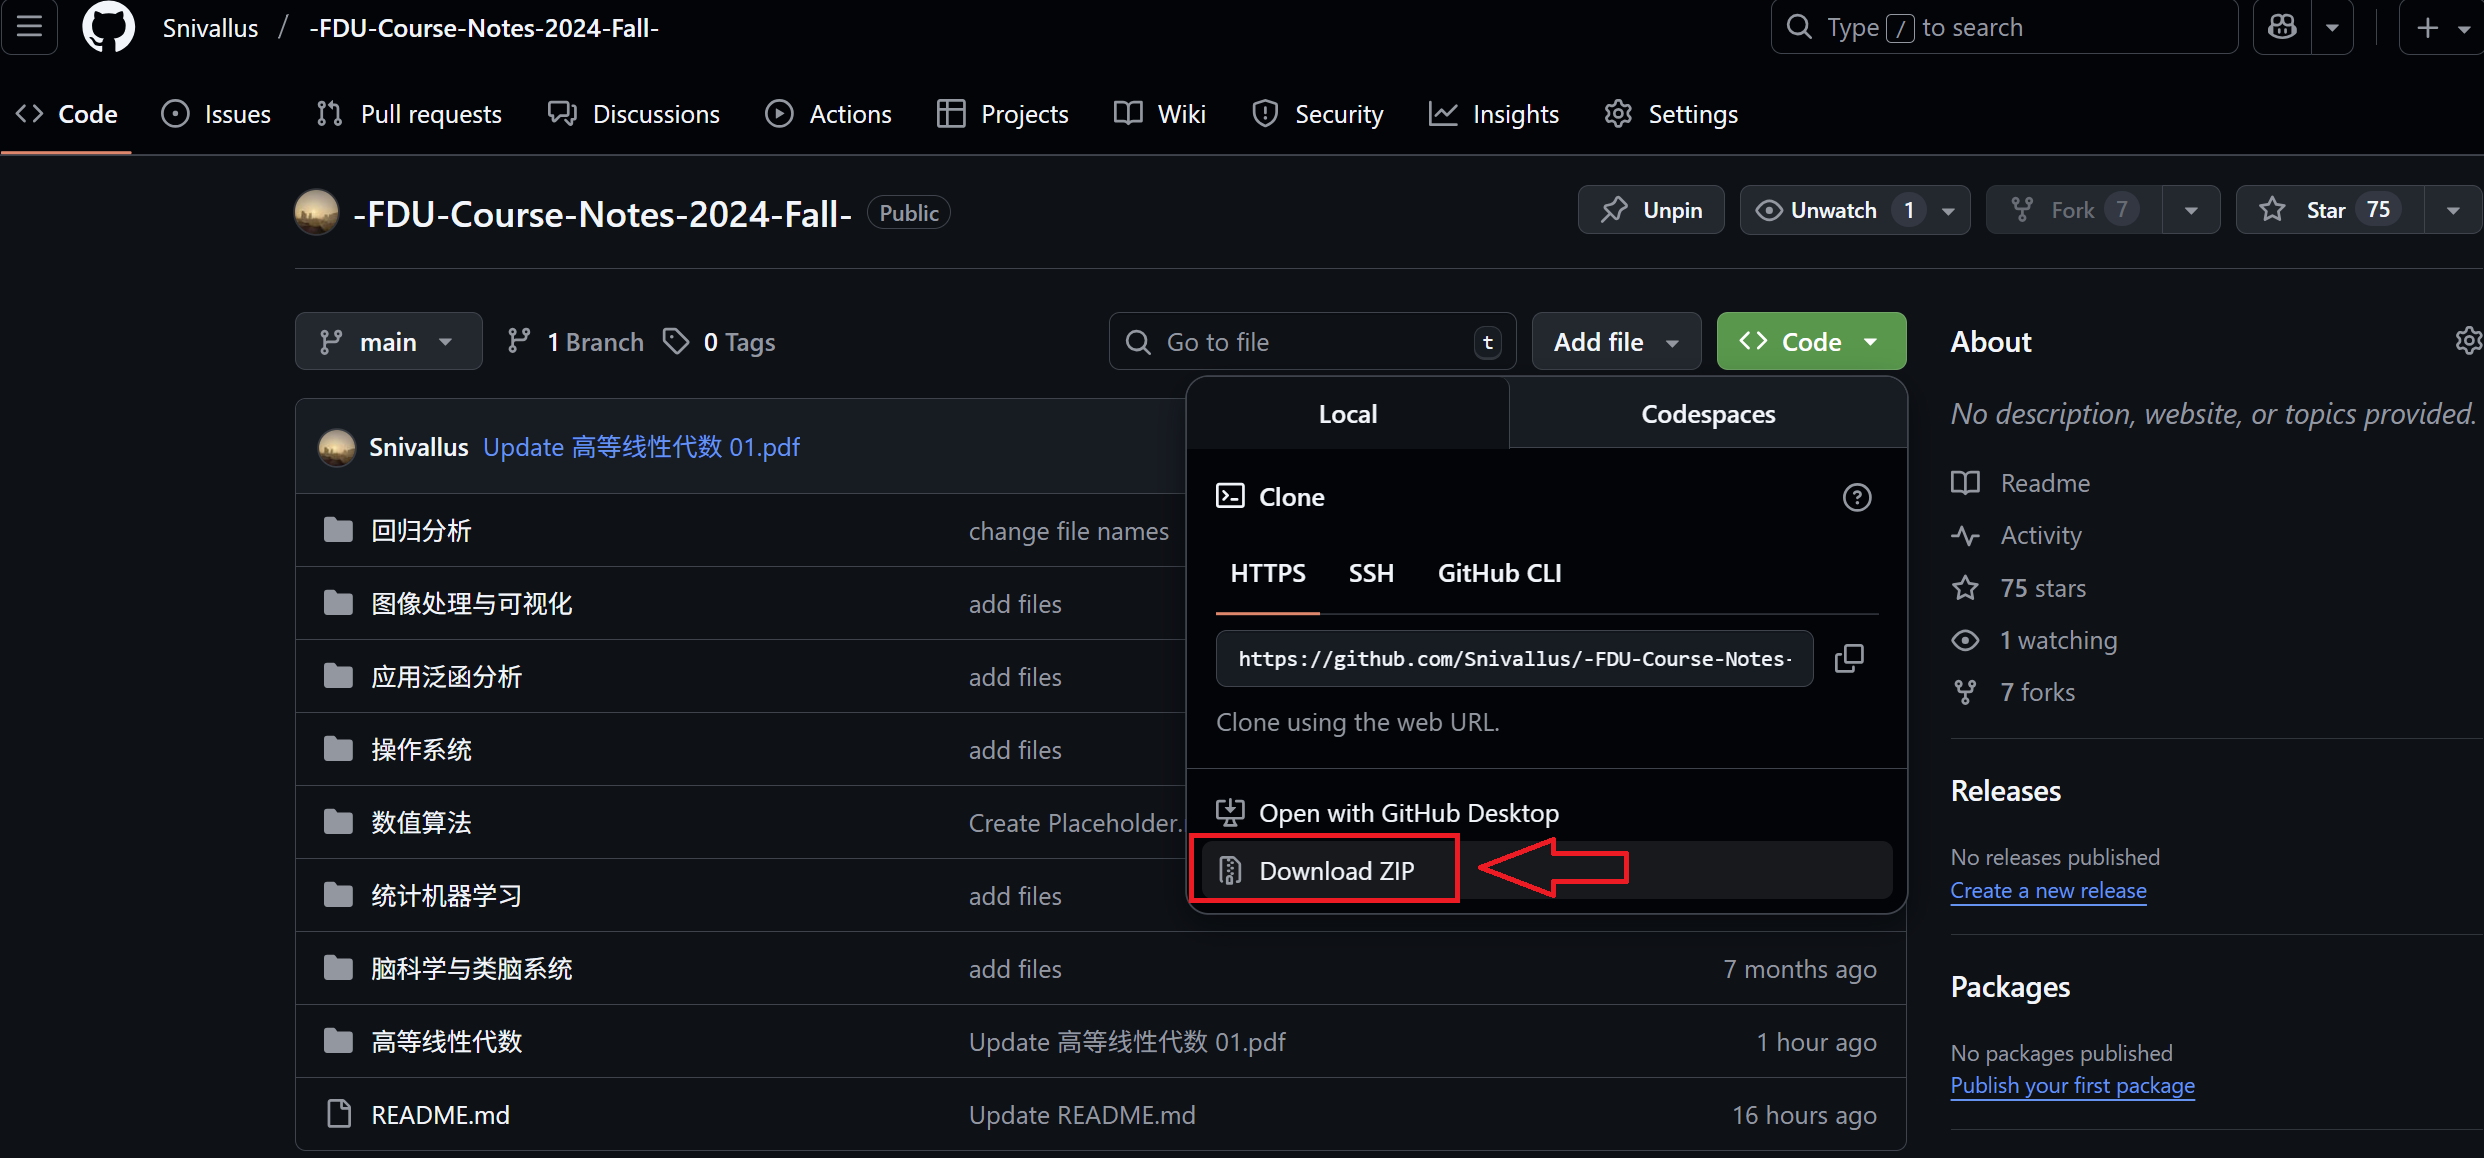 Snivallus / -FDU-Course-Notes-2024-Fall-
Type / to search
Code
Issues
Pull requests
Discussions
Actions
Projects
Wiki
Security
Insights
Settings
-FDU-Course-Notes-2024-Fall- Public
Unpin
Unwatch 1
Fork 7
Star 75
main
1 Branch
0 Tags
Go to file t
Add file
Code
Snivallus Update 高等线性代数 01.pdf
回归分析 change file names
图像处理与可视化 add files
应用泛函分析 add files
操作系统 add files
数值算法 Create Placeholder.
统计机器学习 add files
脑科学与类脑系统 add files 7 months ago
高等线性代数 Update 高等线性代数 01.pdf 1 hour ago
README.md Update README.md 16 hours ago
Local Codespaces
Clone
HTTPS SSH GitHub CLI
https://github.com/Snivallus/-FDU-Course-Notes-
Clone using the web URL.
Open with GitHub Desktop
Download ZIP
About
No description, website, or topics provided.
Readme
Activity
75 stars
1 watching
7 forks
Releases
No releases published
Create a new release
Packages
No packages published
Publish your first package